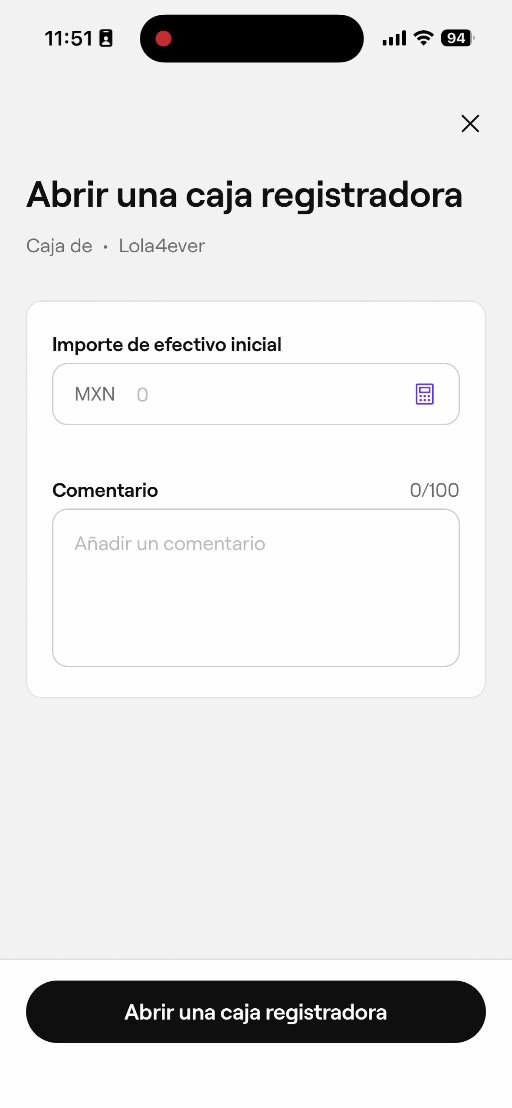 11:51
94
Abrir una caja registradora
Caja de • Lola4ever
Importe de efectivo inicial
MXN 0
Comentario 0/100
Añadir un comentario
Abrir una caja registradora